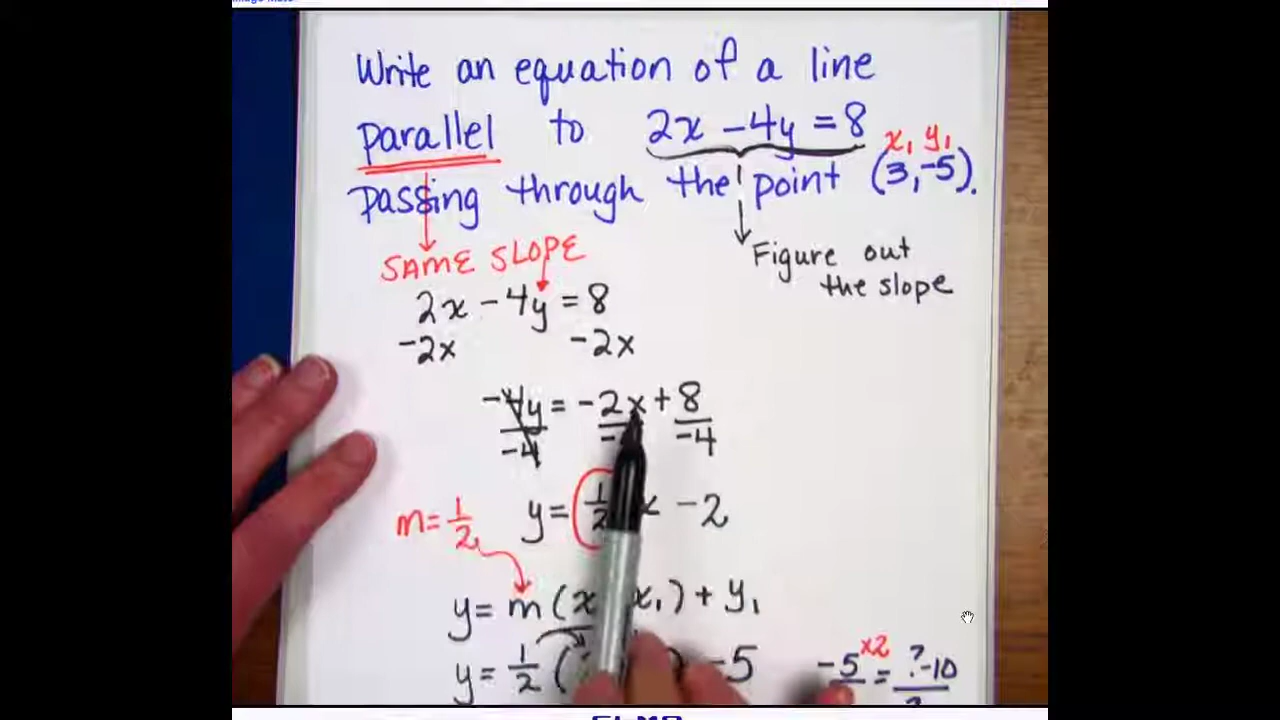 Write an equation of a line
parallel to 2x - 4y = 8
passing through the point (3, -5).
x₁ y₁
SAME SLOPE
Figure out
the slope
2x - 4y = 8
-2x -2x
-4y = -2x + 8
-4 -4
m = 1/2
y = 1/2 x - 2
y = m(x x₁) + y₁
y = 1/2 ( ) - 5
-5 x2 = ? -10